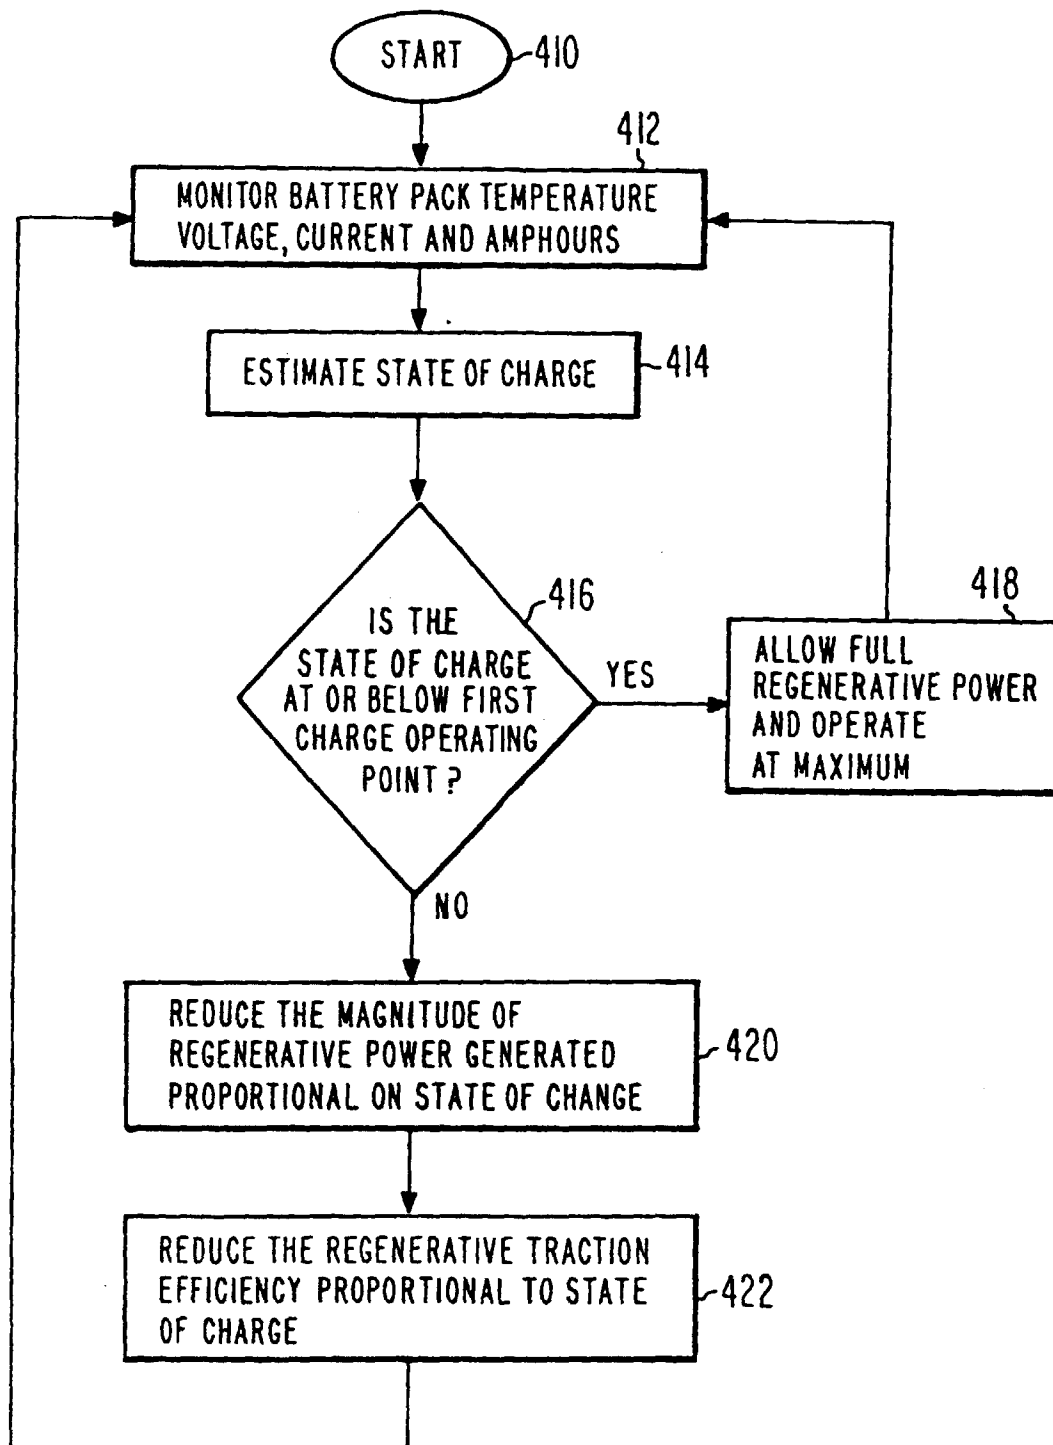 START
410
412
MONITOR BATTERY PACK TEMPERATURE
VOLTAGE, CURRENT AND AMPHOURS
ESTIMATE STATE OF CHARGE
414
416
IS THE
STATE OF CHARGE
AT OR BELOW FIRST
CHARGE OPERATING
POINT ?
YES
418
ALLOW FULL
REGENERATIVE POWER
AND OPERATE
AT MAXIMUM
NO
REDUCE THE MAGNITUDE OF
REGENERATIVE POWER GENERATED
PROPORTIONAL ON STATE OF CHANGE
420
REDUCE THE REGENERATIVE TRACTION
EFFICIENCY PROPORTIONAL TO STATE
OF CHARGE
422